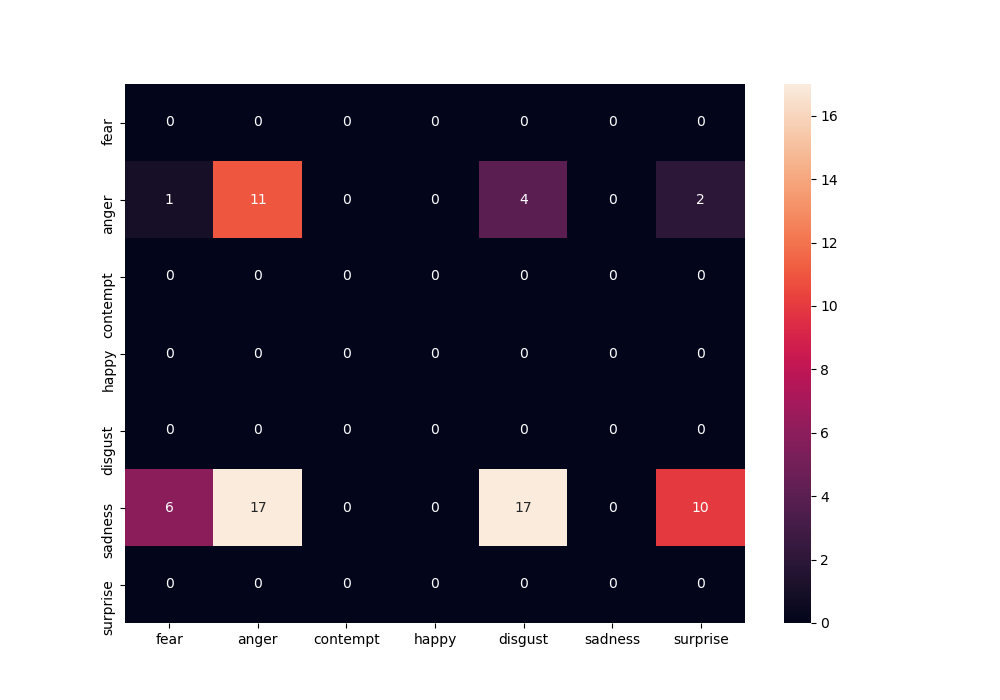 fear 0 0 0 0 0 0 0
anger 1 11 0 0 4 0 2
contempt 0 0 0 0 0 0 0
happy 0 0 0 0 0 0 0
disgust 0 0 0 0 0 0 0
sadness 6 17 0 0 17 0 10
surprise 0 0 0 0 0 0 0
fear anger contempt happy disgust sadness surprise
16
14
12
10
8
6
4
2
0